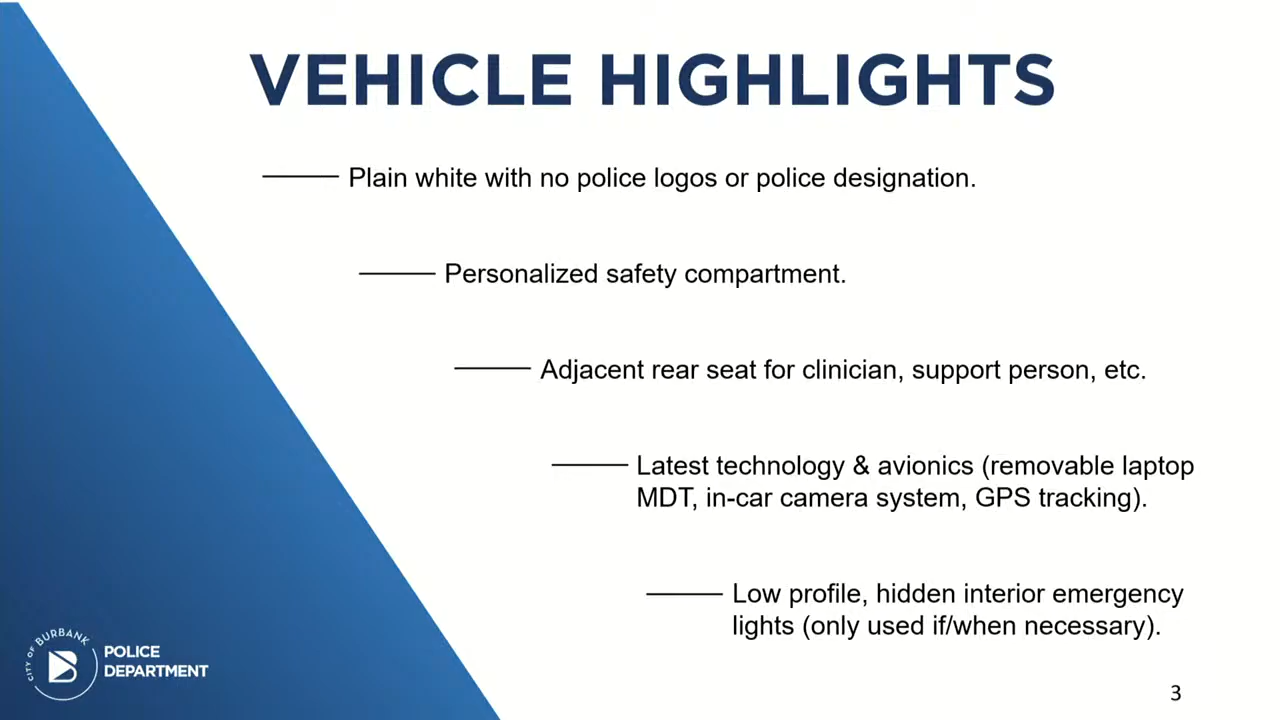 VEHICLE HIGHLIGHTS
Plain white with no police logos or police designation.
Personalized safety compartment.
Adjacent rear seat for clinician, support person, etc.
Latest technology & avionics (removable laptop
MDT, in-car camera system, GPS tracking).
Low profile, hidden interior emergency
lights (only used if/when necessary).
CITY OF BURBANK
B
POLICE
DEPARTMENT
3